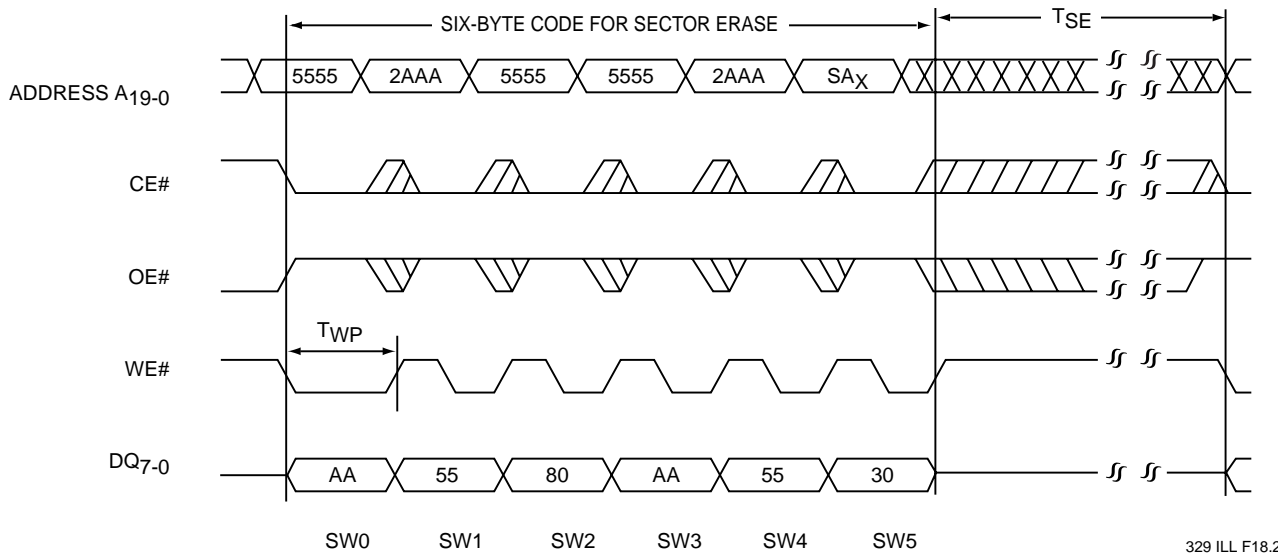 SIX-BYTE CODE FOR SECTOR ERASE TSE
ADDRESS A19-0 5555 2AAA 5555 5555 2AAA SAX
CE#
OE#
TWP
WE#
DQ7-0 AA 55 80 AA 55 30
SW0 SW1 SW2 SW3 SW4 SW5
329 ILL F18.2